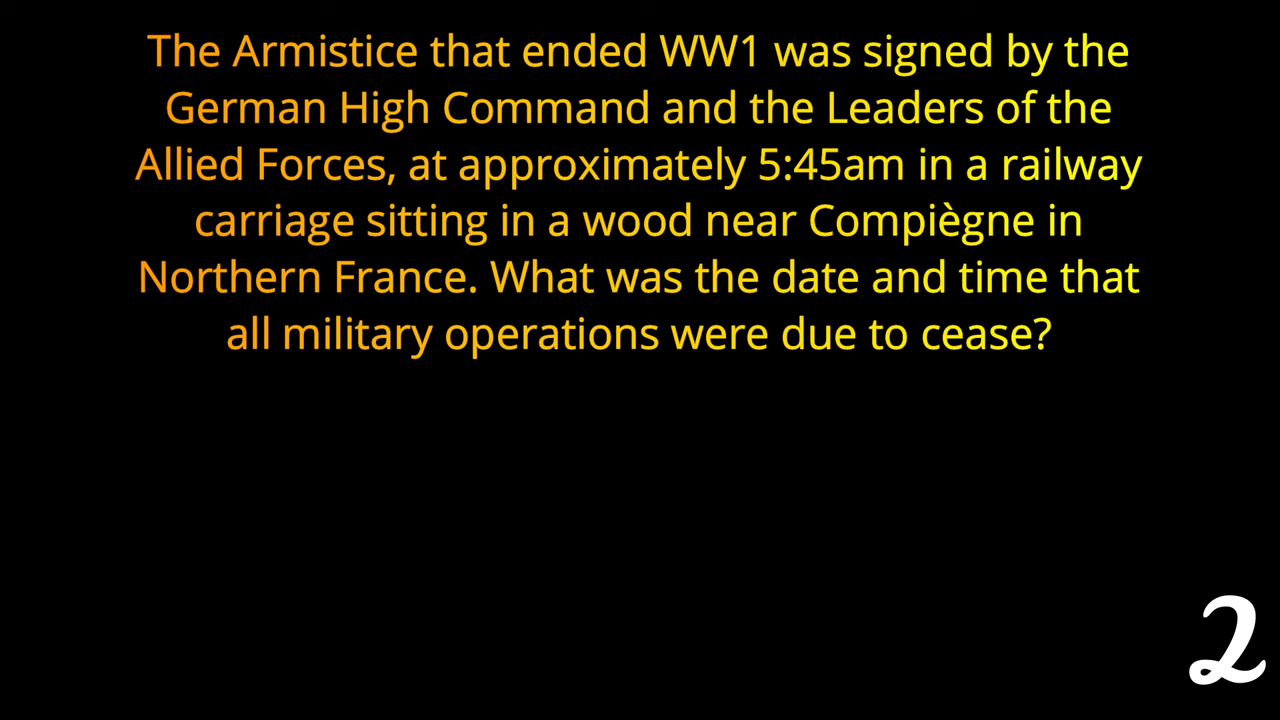 The Armistice that ended WW1 was signed by the
German High Command and the Leaders of the
Allied Forces, at approximately 5:45am in a railway
carriage sitting in a wood near Compiègne in
Northern France. What was the date and time that
all military operations were due to cease?
2